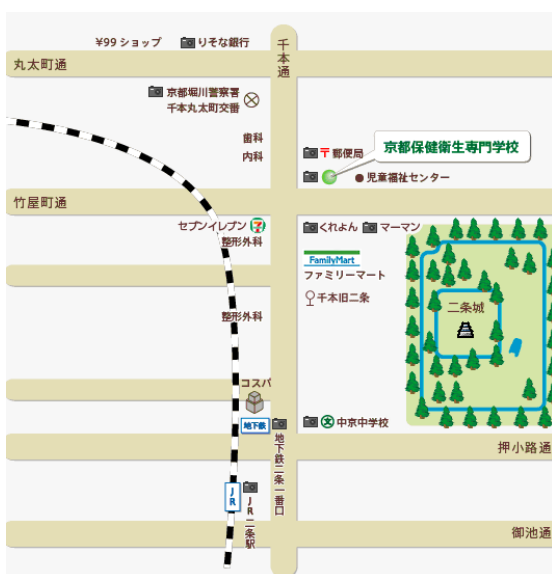 ¥99 ショップ
りそな銀行
千本通
丸太町通
京都堀川警察署
千本丸太町交番
歯科
内科
〒郵便局
京都保健衛生専門学校
●児童福祉センター
竹屋町通
セブンイレブン
整形外科
くれよん
マーマン
FamilyMart
ファミリーマート
千本旧二条
二条城
整形外科
コスパ
地下鉄
文
中京中学校
地下鉄二条一番口
押小路通
JR
JR二条駅
御池通